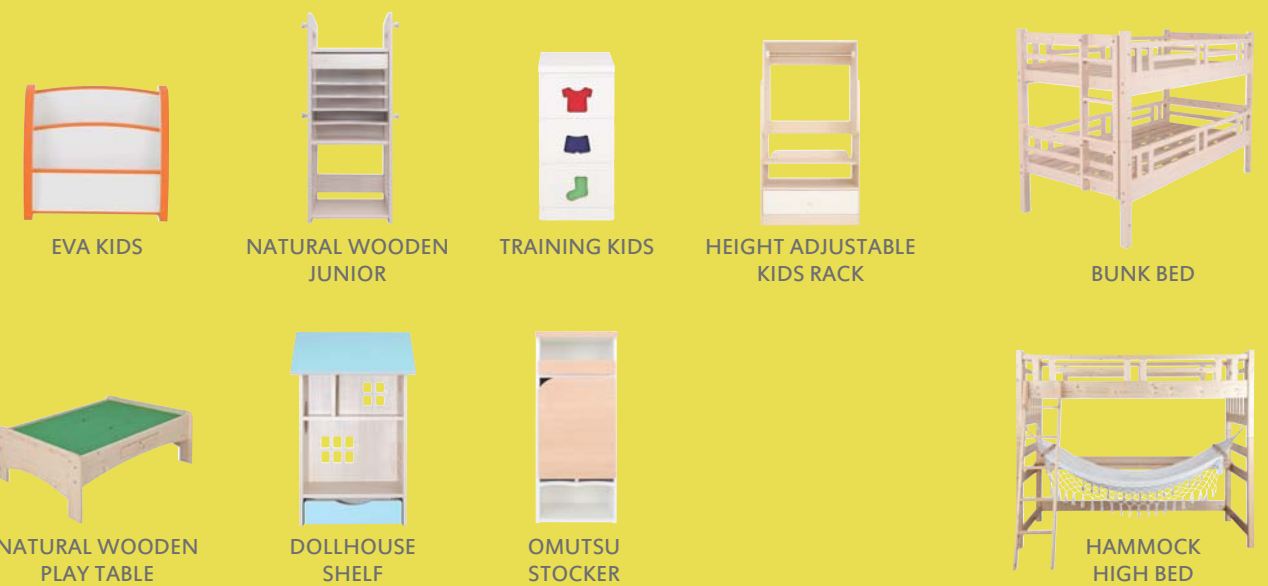 EVA KIDS
NATURAL WOODEN
JUNIOR
TRAINING KIDS
HEIGHT ADJUSTABLE
KIDS RACK
BUNK BED
NATURAL WOODEN
PLAY TABLE
DOLLHOUSE
SHELF
OMUTSU
STOCKER
HAMMOCK
HIGH BED